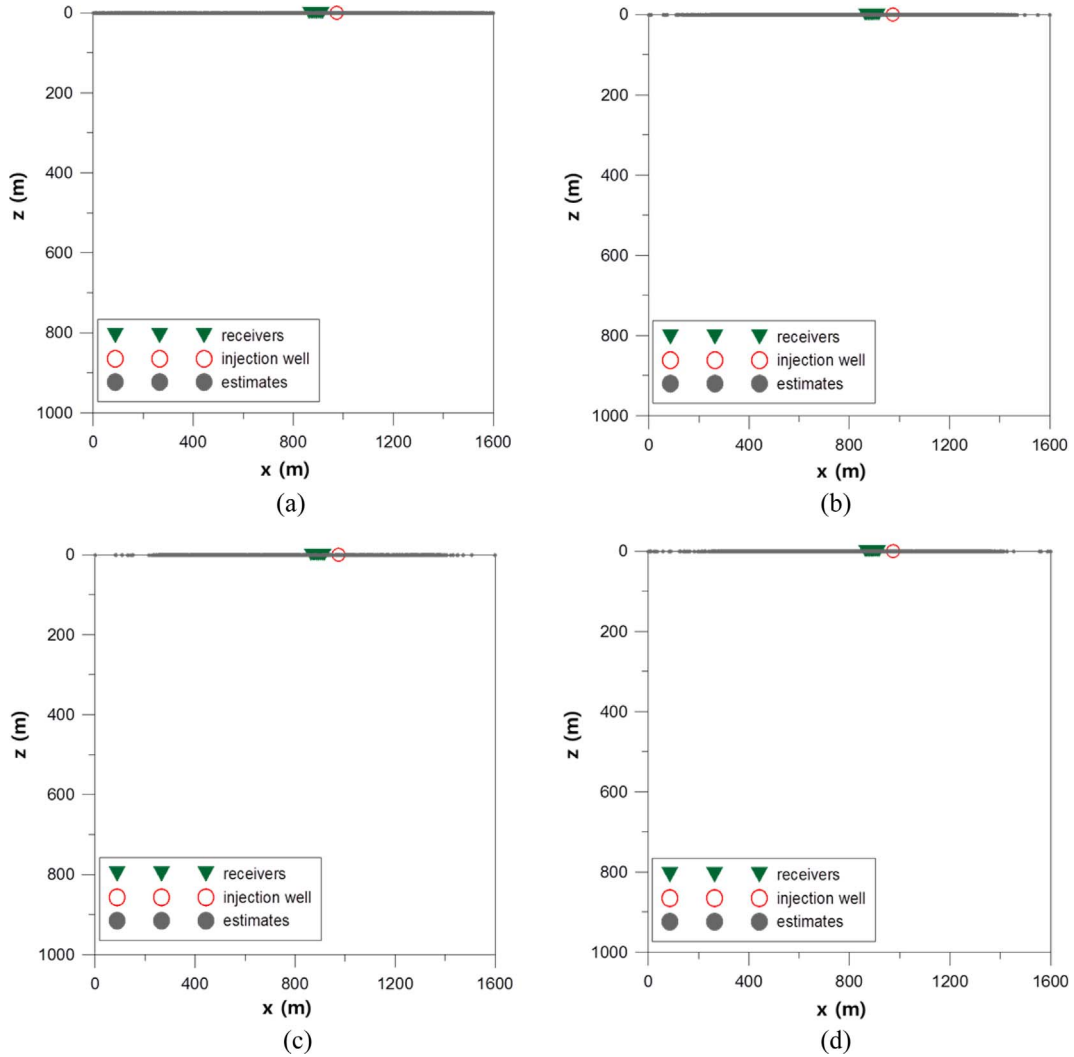 0
200
400
600
800
1000
z (m)
receivers
injection well
estimates
0 400 800 1200 1600
x (m)
(a)
0
200
400
600
800
1000
z (m)
receivers
injection well
estimates
0 400 800 1200 1600
x (m)
(b)
0
200
400
600
800
1000
z (m)
receivers
injection well
estimates
0 400 800 1200 1600
x (m)
(c)
0
200
400
600
800
1000
z (m)
receivers
injection well
estimates
0 400 800 1200 1600
x (m)
(d)